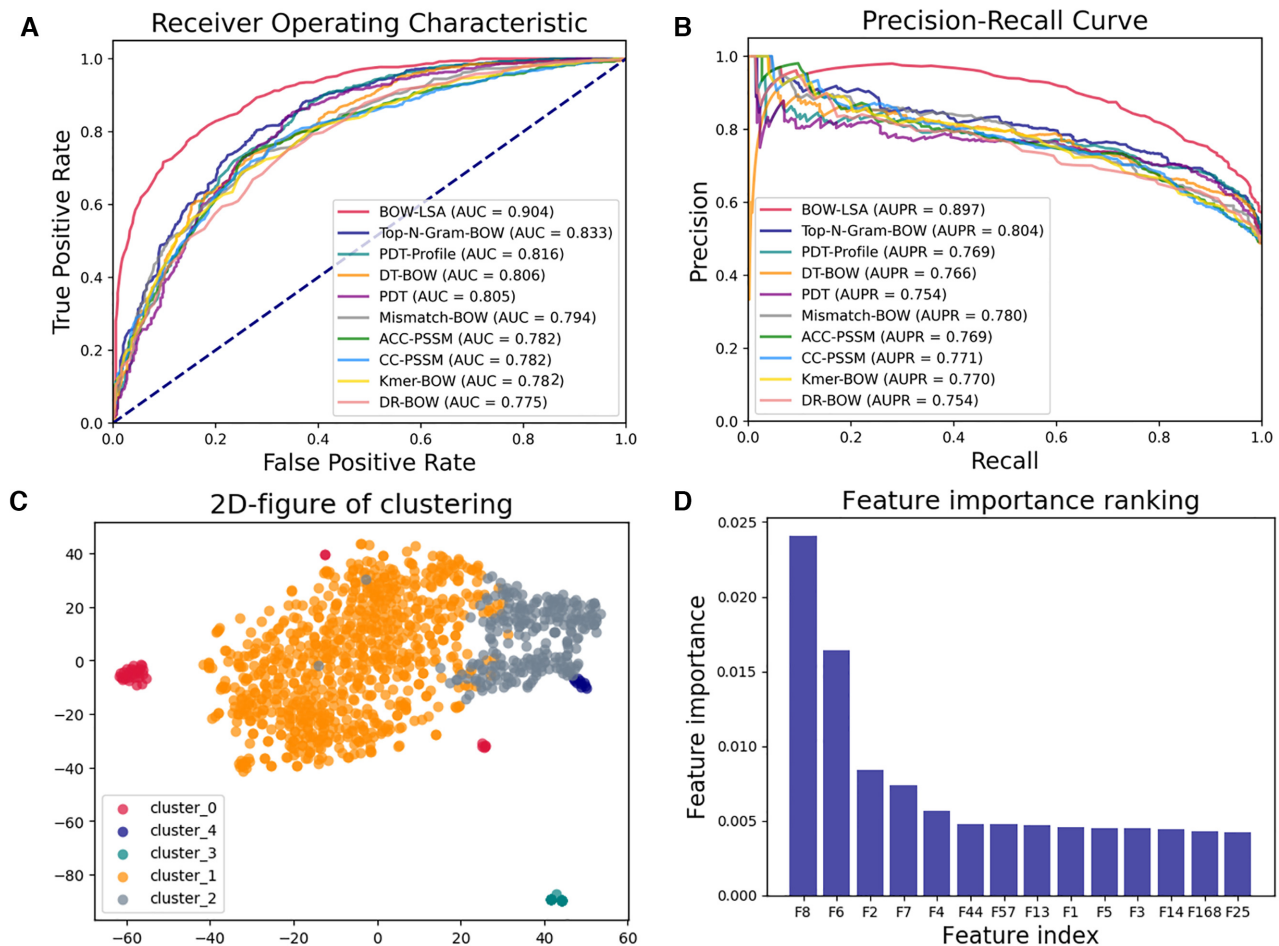 A
Receiver Operating Characteristic
1.0
0.8
0.6
0.4
0.2
0.0
True Positive Rate
BOW-LSA (AUC = 0.904)
Top-N-Gram-BOW (AUC = 0.833)
PDT-Profile (AUC = 0.816)
DT-BOW (AUC = 0.806)
PDT (AUC = 0.805)
Mismatch-BOW (AUC = 0.794)
ACC-PSSM (AUC = 0.782)
CC-PSSM (AUC = 0.782)
Kmer-BOW (AUC = 0.782)
DR-BOW (AUC = 0.775)
0.0 0.2 0.4 0.6 0.8 1.0
False Positive Rate
B
Precision-Recall Curve
1.0
0.8
0.6
0.4
0.2
0.0
Precision
BOW-LSA (AUPR = 0.897)
Top-N-Gram-BOW (AUPR = 0.804)
PDT-Profile (AUPR = 0.769)
DT-BOW (AUPR = 0.766)
PDT (AUPR = 0.754)
Mismatch-BOW (AUPR = 0.780)
ACC-PSSM (AUPR = 0.769)
CC-PSSM (AUPR = 0.771)
Kmer-BOW (AUPR = 0.770)
DR-BOW (AUPR = 0.754)
0.0 0.2 0.4 0.6 0.8 1.0
Recall
C
2D-figure of clustering
40
20
0
−20
−40
−60
−80
cluster_0
cluster_4
cluster_3
cluster_1
cluster_2
−60 −40 −20 0 20 40 60
D
Feature importance ranking
0.025
0.020
0.015
0.010
0.005
0.000
Feature importance
F8 F6 F2 F7 F4 F44 F57 F13 F1 F5 F3 F14 F168 F25
Feature index